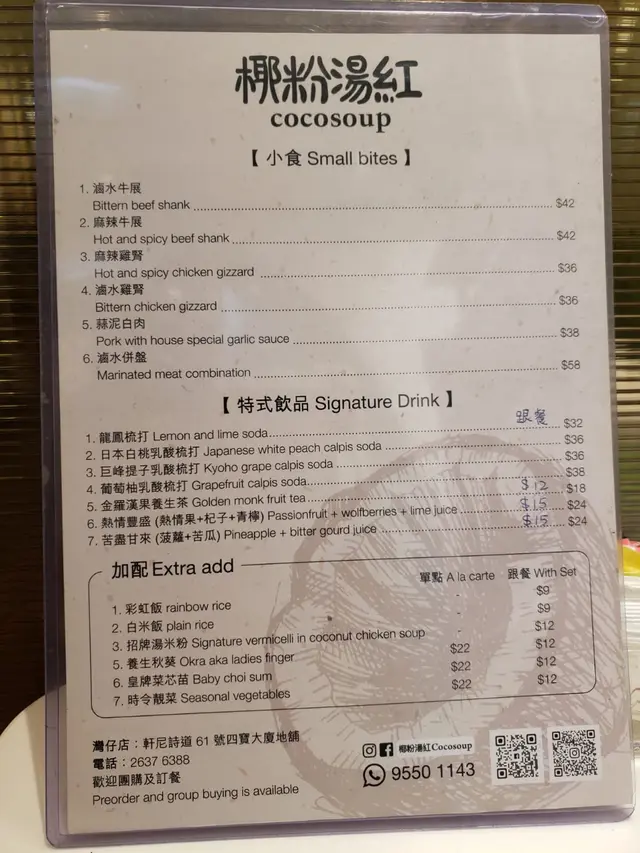 椰粉湯紅
cocosoup
【 小食 Small bites 】
1. 滷水牛展
Bittern beef shank ........ $42
2. 麻辣牛展
Hot and spicy beef shank ........ $42
3. 麻辣雞腎
Hot and spicy chicken gizzard ........ $36
4. 滷水雞腎
Bittern chicken gizzard ........ $36
5. 蒜泥白肉
Pork with house special garlic sauce ........ $38
6. 滷水併盤
Marinated meat combination ........ $58
【 特式飲品 Signature Drink 】
跟餐
1. 龍鳳梳打 Lemon and lime soda ........ $32
2. 日本白桃乳酸梳打 Japanese white peach calpis soda ........ $36
3. 巨峰提子乳酸梳打 Kyoho grape calpis soda ........ $36
4. 葡萄柚乳酸梳打 Grapefruit calpis soda ........ $38
5. 金羅漢果養生茶 Golden monk fruit tea ........ $12 $18
6. 熱情豐盛 (熱情果+杞子+青檸) Passionfruit + wolfberries + lime juice ........ $15 $24
7. 苦盡甘來 (菠蘿+苦瓜) Pineapple + bitter gourd juice ........ $15 $24
加配 Extra add 單點 A la carte 跟餐 With Set
1. 彩虹飯 rainbow rice - $9
2. 白米飯 plain rice - $9
3. 招牌湯米粉 Signature vermicelli in coconut chicken soup - $12
5. 養生秋葵 Okra aka ladies finger $22 $12
6. 皇牌菜芯苗 Baby choi sum $22 $12
7. 時令靚菜 Seasonal vegetables $22 $12
灣仔店：軒尼詩道 61 號四寶大廈地舖
電話：2637 6388
歡迎團購及訂餐
Preorder and group buying is available
椰粉湯紅Cocosoup
9550 1143